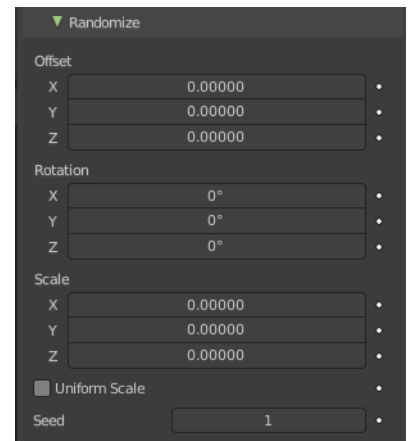 Randomize
Offset
X 0.00000
Y 0.00000
Z 0.00000
Rotation
X 0°
Y 0°
Z 0°
Scale
X 0.00000
Y 0.00000
Z 0.00000
Uniform Scale
Seed 1